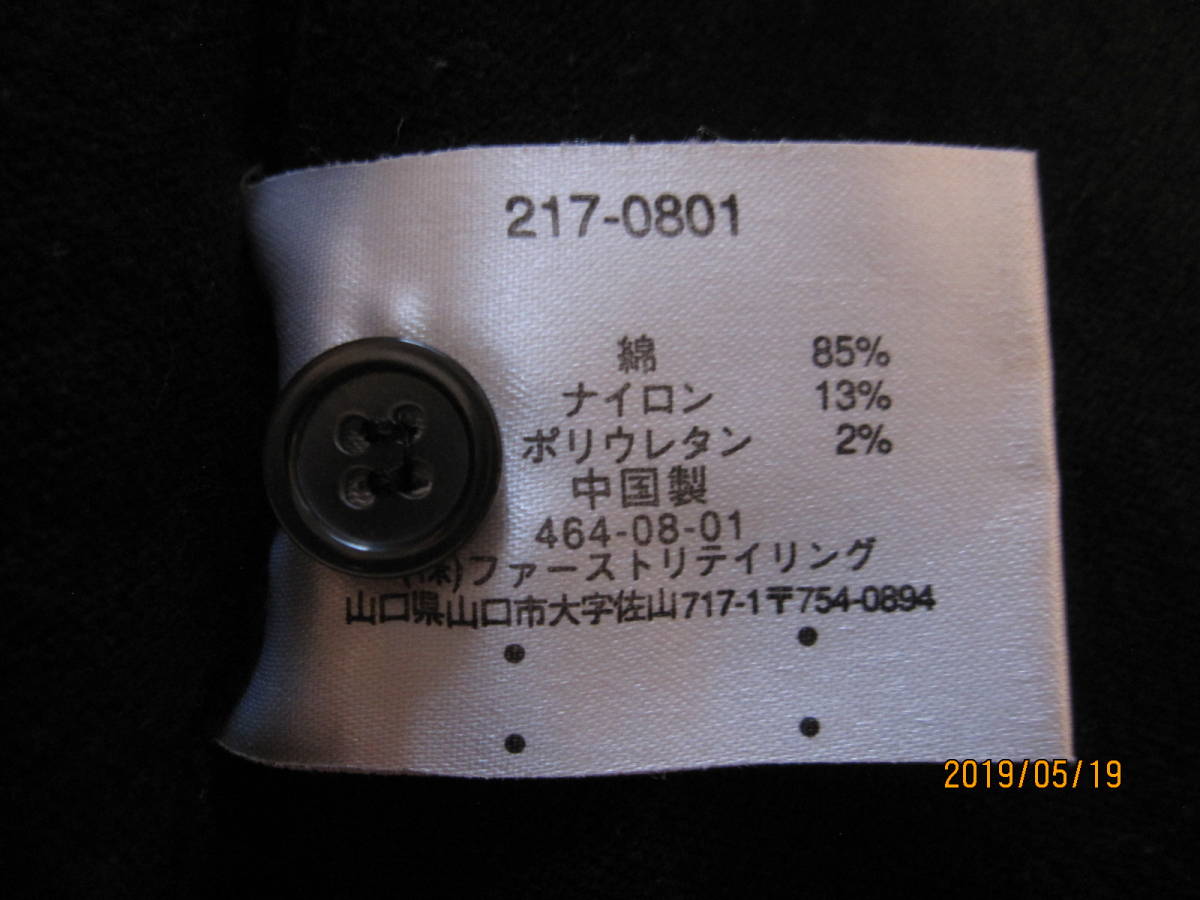 217-0801
綿 85%
ナイロン 13%
ポリウレタン 2%
中国製
464-08-01
(株)ファーストリテイリング
山口県山口市大字佐山717-1〒754-0894
2019/05/19